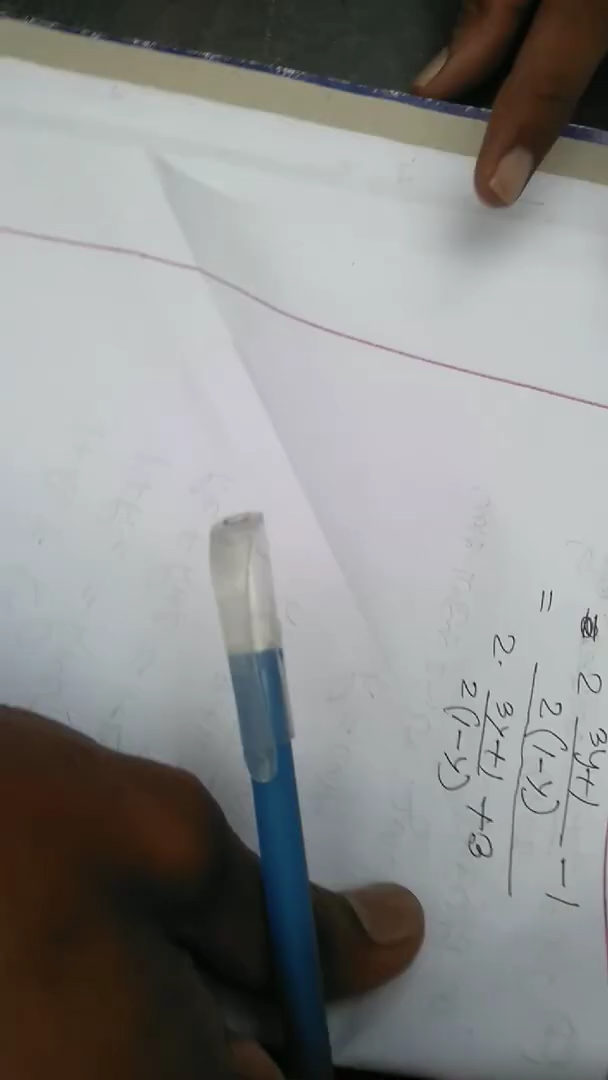 2 3y+1/2(1-y) - 1
= ———
2. 3y+1/2(1-y) + 3